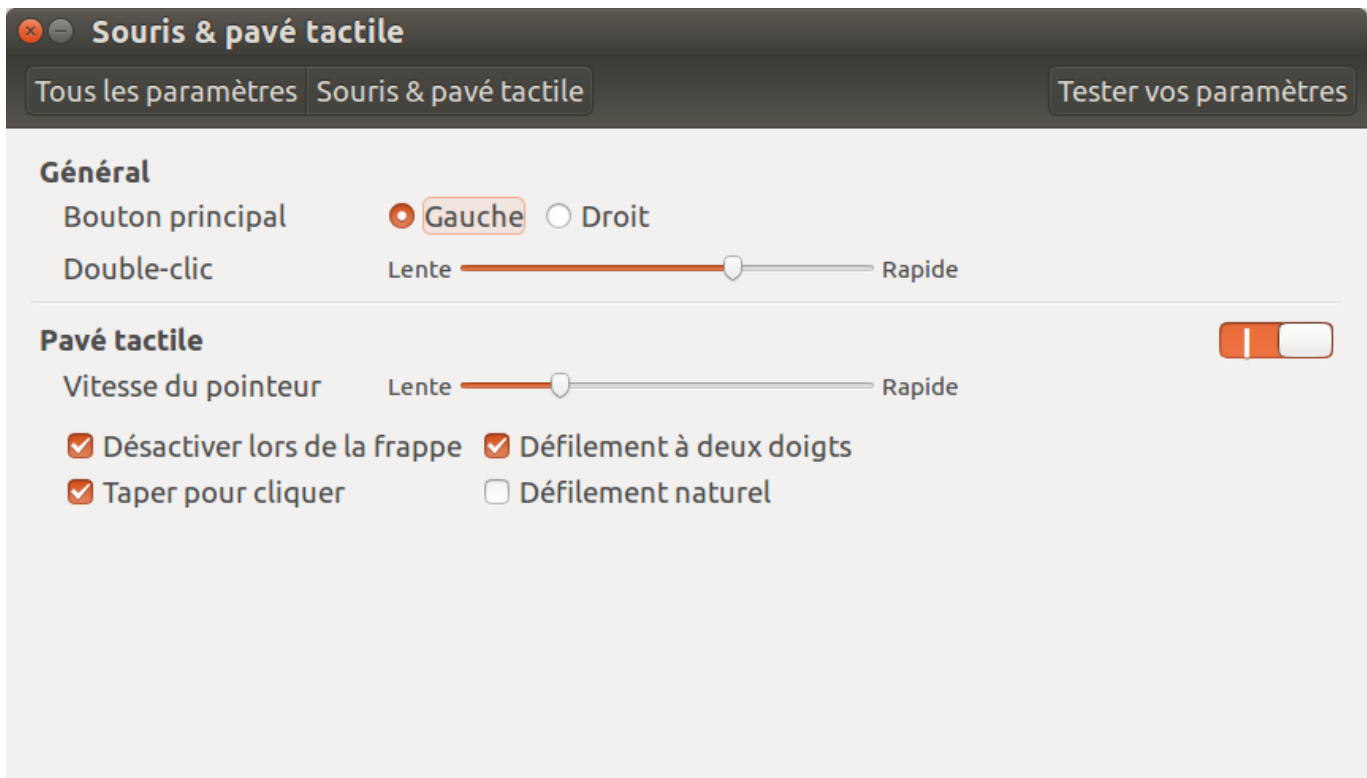 Souris & pavé tactile
Tous les paramètres Souris & pavé tactile Tester vos paramètres
Général
Bouton principal Gauche Droit
Double-clic Lente Rapide
Pavé tactile
Vitesse du pointeur Lente Rapide
Désactiver lors de la frappe Défilement à deux doigts
Taper pour cliquer Défilement naturel